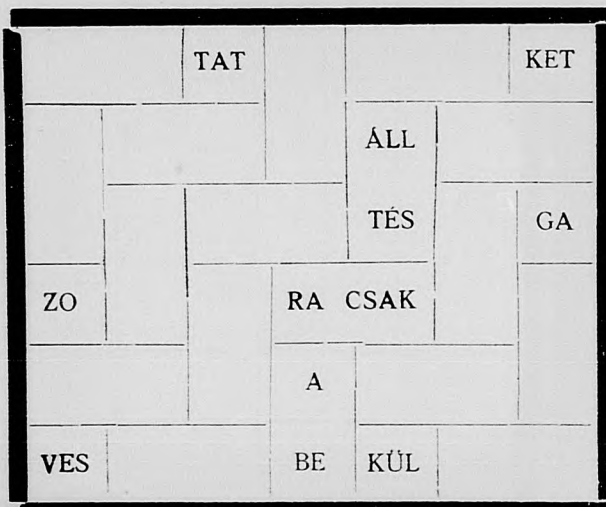 TAT KET
ÁLL
TÉS GA
ZO RA CSAK
A
VES BE KÜL